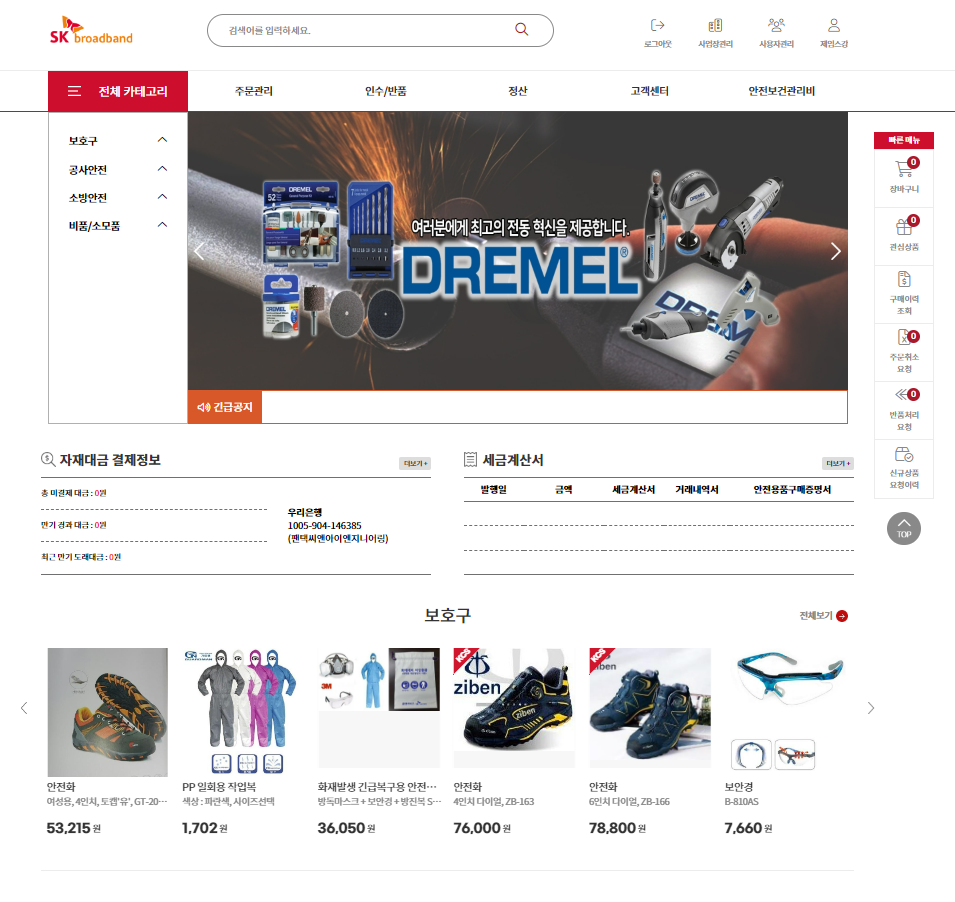 SK broadband
검색어를 입력하세요.
로그아웃
사업장관리
사용자관리
제임스강
전체 카테고리
주문관리
인수/반품
정산
고객센터
안전보건관리비
보호구
공사안전
소방안전
비품/소모품
여러분에게 최고의 전동 혁신을 제공합니다.
DREMEL®
긴급공지
빠른 메뉴
0
장바구니
0
관심상품
구매이력
조회
0
주문취소
요청
0
반품처리
요청
신규상품
요청이력
TOP
자재대금 결제정보
더보기 +
총 미결제 대금 : 0원
만기 경과 대금 : 0원
최근 만기 도래대금 : 0원
우리은행
1005-904-146385
(팬택씨앤아이엔지니어링)
세금계산서
더보기 +
발행일 금액 세금계산서 거래내역서 안전용품구매증명서
보호구
전체보기
안전화
여성용, 4인치, 토캡'유', GT-20…
53,215 원
PP 일회용 작업복
색상 : 파란색, 사이즈선택
1,702 원
3M
화재발생 긴급복구용 안전…
방독마스크 + 보안경 + 방진복 S…
36,050 원
KCS
ziben
안전화
4인치 다이얼, ZB-163
76,000 원
KCS
ziben
안전화
6인치 다이얼, ZB-166
78,800 원
보안경
B-810AS
7,660 원